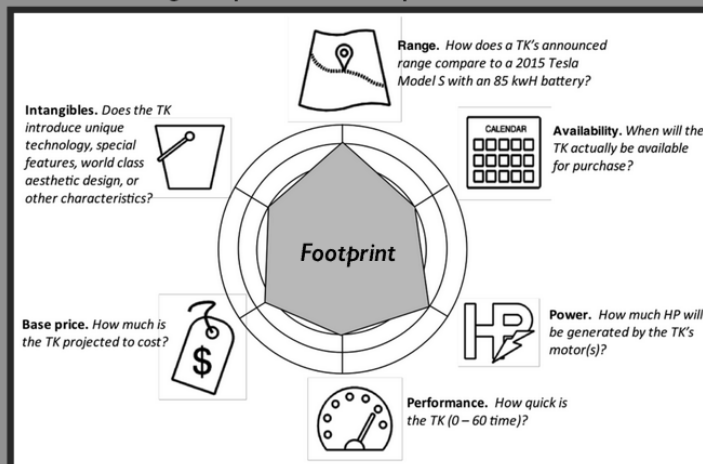 Range. How does a TK's announced
range compare to a 2015 Tesla
Model S with an 85 kwH battery?
Intangibles. Does the TK
introduce unique
technology, special
features, world class
aesthetic design, or
other characteristics?
CALENDAR
Availability. When will the
TK actually be available
for purchase?
Footprint
Base price. How much is
the TK projected to cost?
$
HP
Power. How much HP will
be generated by the TK's
motor(s)?
Performance. How quick is
the TK (0 – 60 time)?